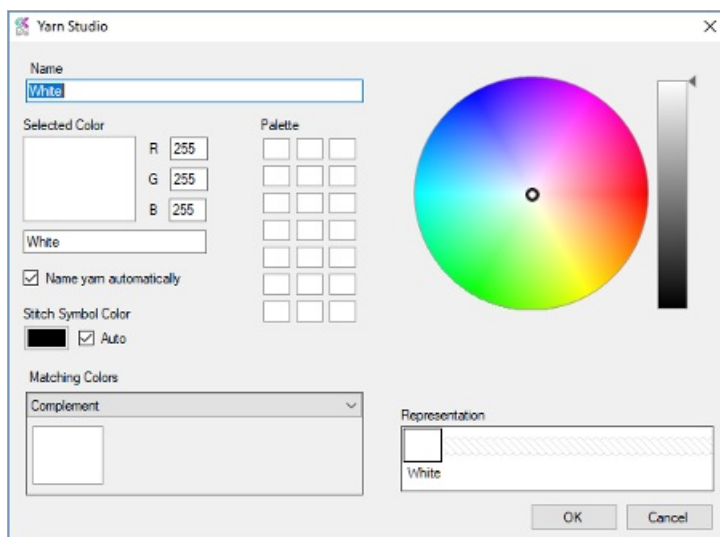 Yarn Studio
Name
White
Selected Color
Palette
R 255
G 255
B 255
White
Name yarn automatically
Stitch Symbol Color
Auto
Matching Colors
Complement
Representation
White
OK
Cancel